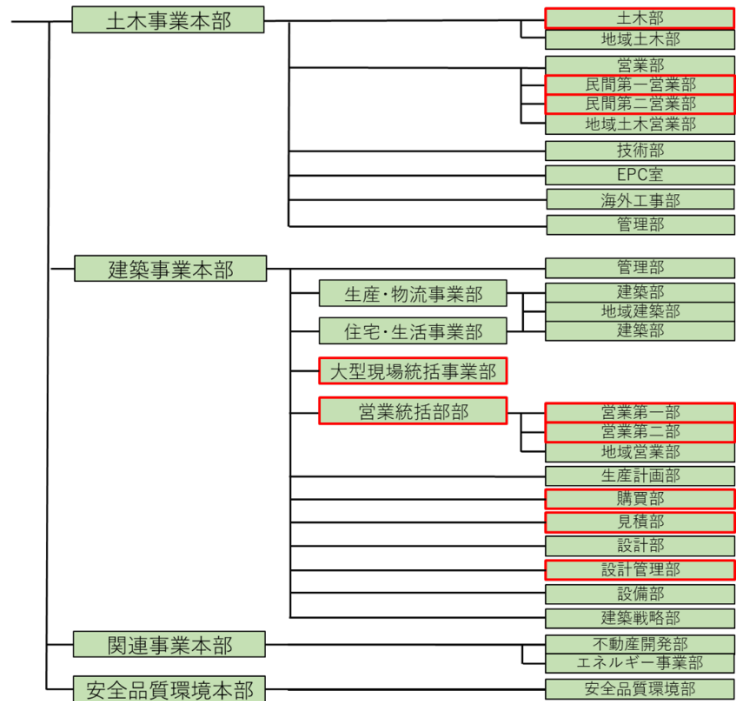 土木事業本部
土木部
地域土木部
営業部
民間第一営業部
民間第二営業部
地域土木営業部
技術部
EPC室
海外工事部
管理部
建築事業本部
管理部
生産・物流事業部
建築部
地域建築部
住宅・生活事業部
建築部
大型現場統括事業部
営業統括部部
営業第一部
営業第二部
地域営業部
生産計画部
購買部
見積部
設計部
設計管理部
設備部
建築戦略部
関連事業本部
不動産開発部
エネルギー事業部
安全品質環境本部
安全品質環境部